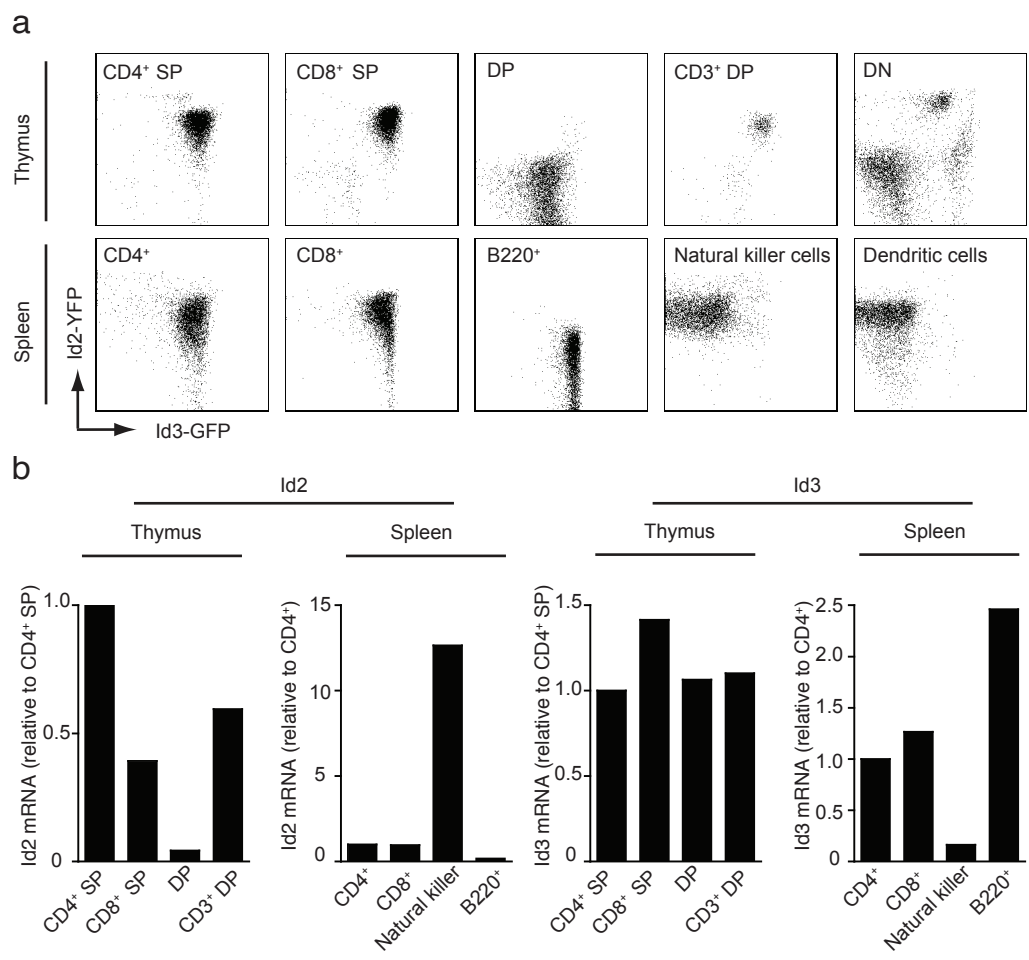 a
Thymus
CD4⁺ SP
CD8⁺ SP
DP
CD3⁺ DP
DN
Spleen
CD4⁺
CD8⁺
B220⁺
Natural killer cells
Dendritic cells
Id2-YFP
Id3-GFP
b
Id2
Id3
Thymus
Spleen
Thymus
Spleen
Id2 mRNA (relative to CD4⁺ SP)
1.0
0.5
0
CD4⁺ SP
CD8⁺ SP
DP
CD3⁺ DP
Id2 mRNA (relative to CD4⁺)
15
10
5
0
CD4⁺
CD8⁺
Natural killer
B220⁺
Id3 mRNA (relative to CD4⁺ SP)
1.5
1.0
0.5
0
CD4⁺ SP
CD8⁺ SP
DP
CD3⁺ DP
Id3 mRNA (relative to CD4⁺)
2.5
2.0
1.0
0.5
0
CD4⁺
CD8⁺
Natural killer
B220⁺